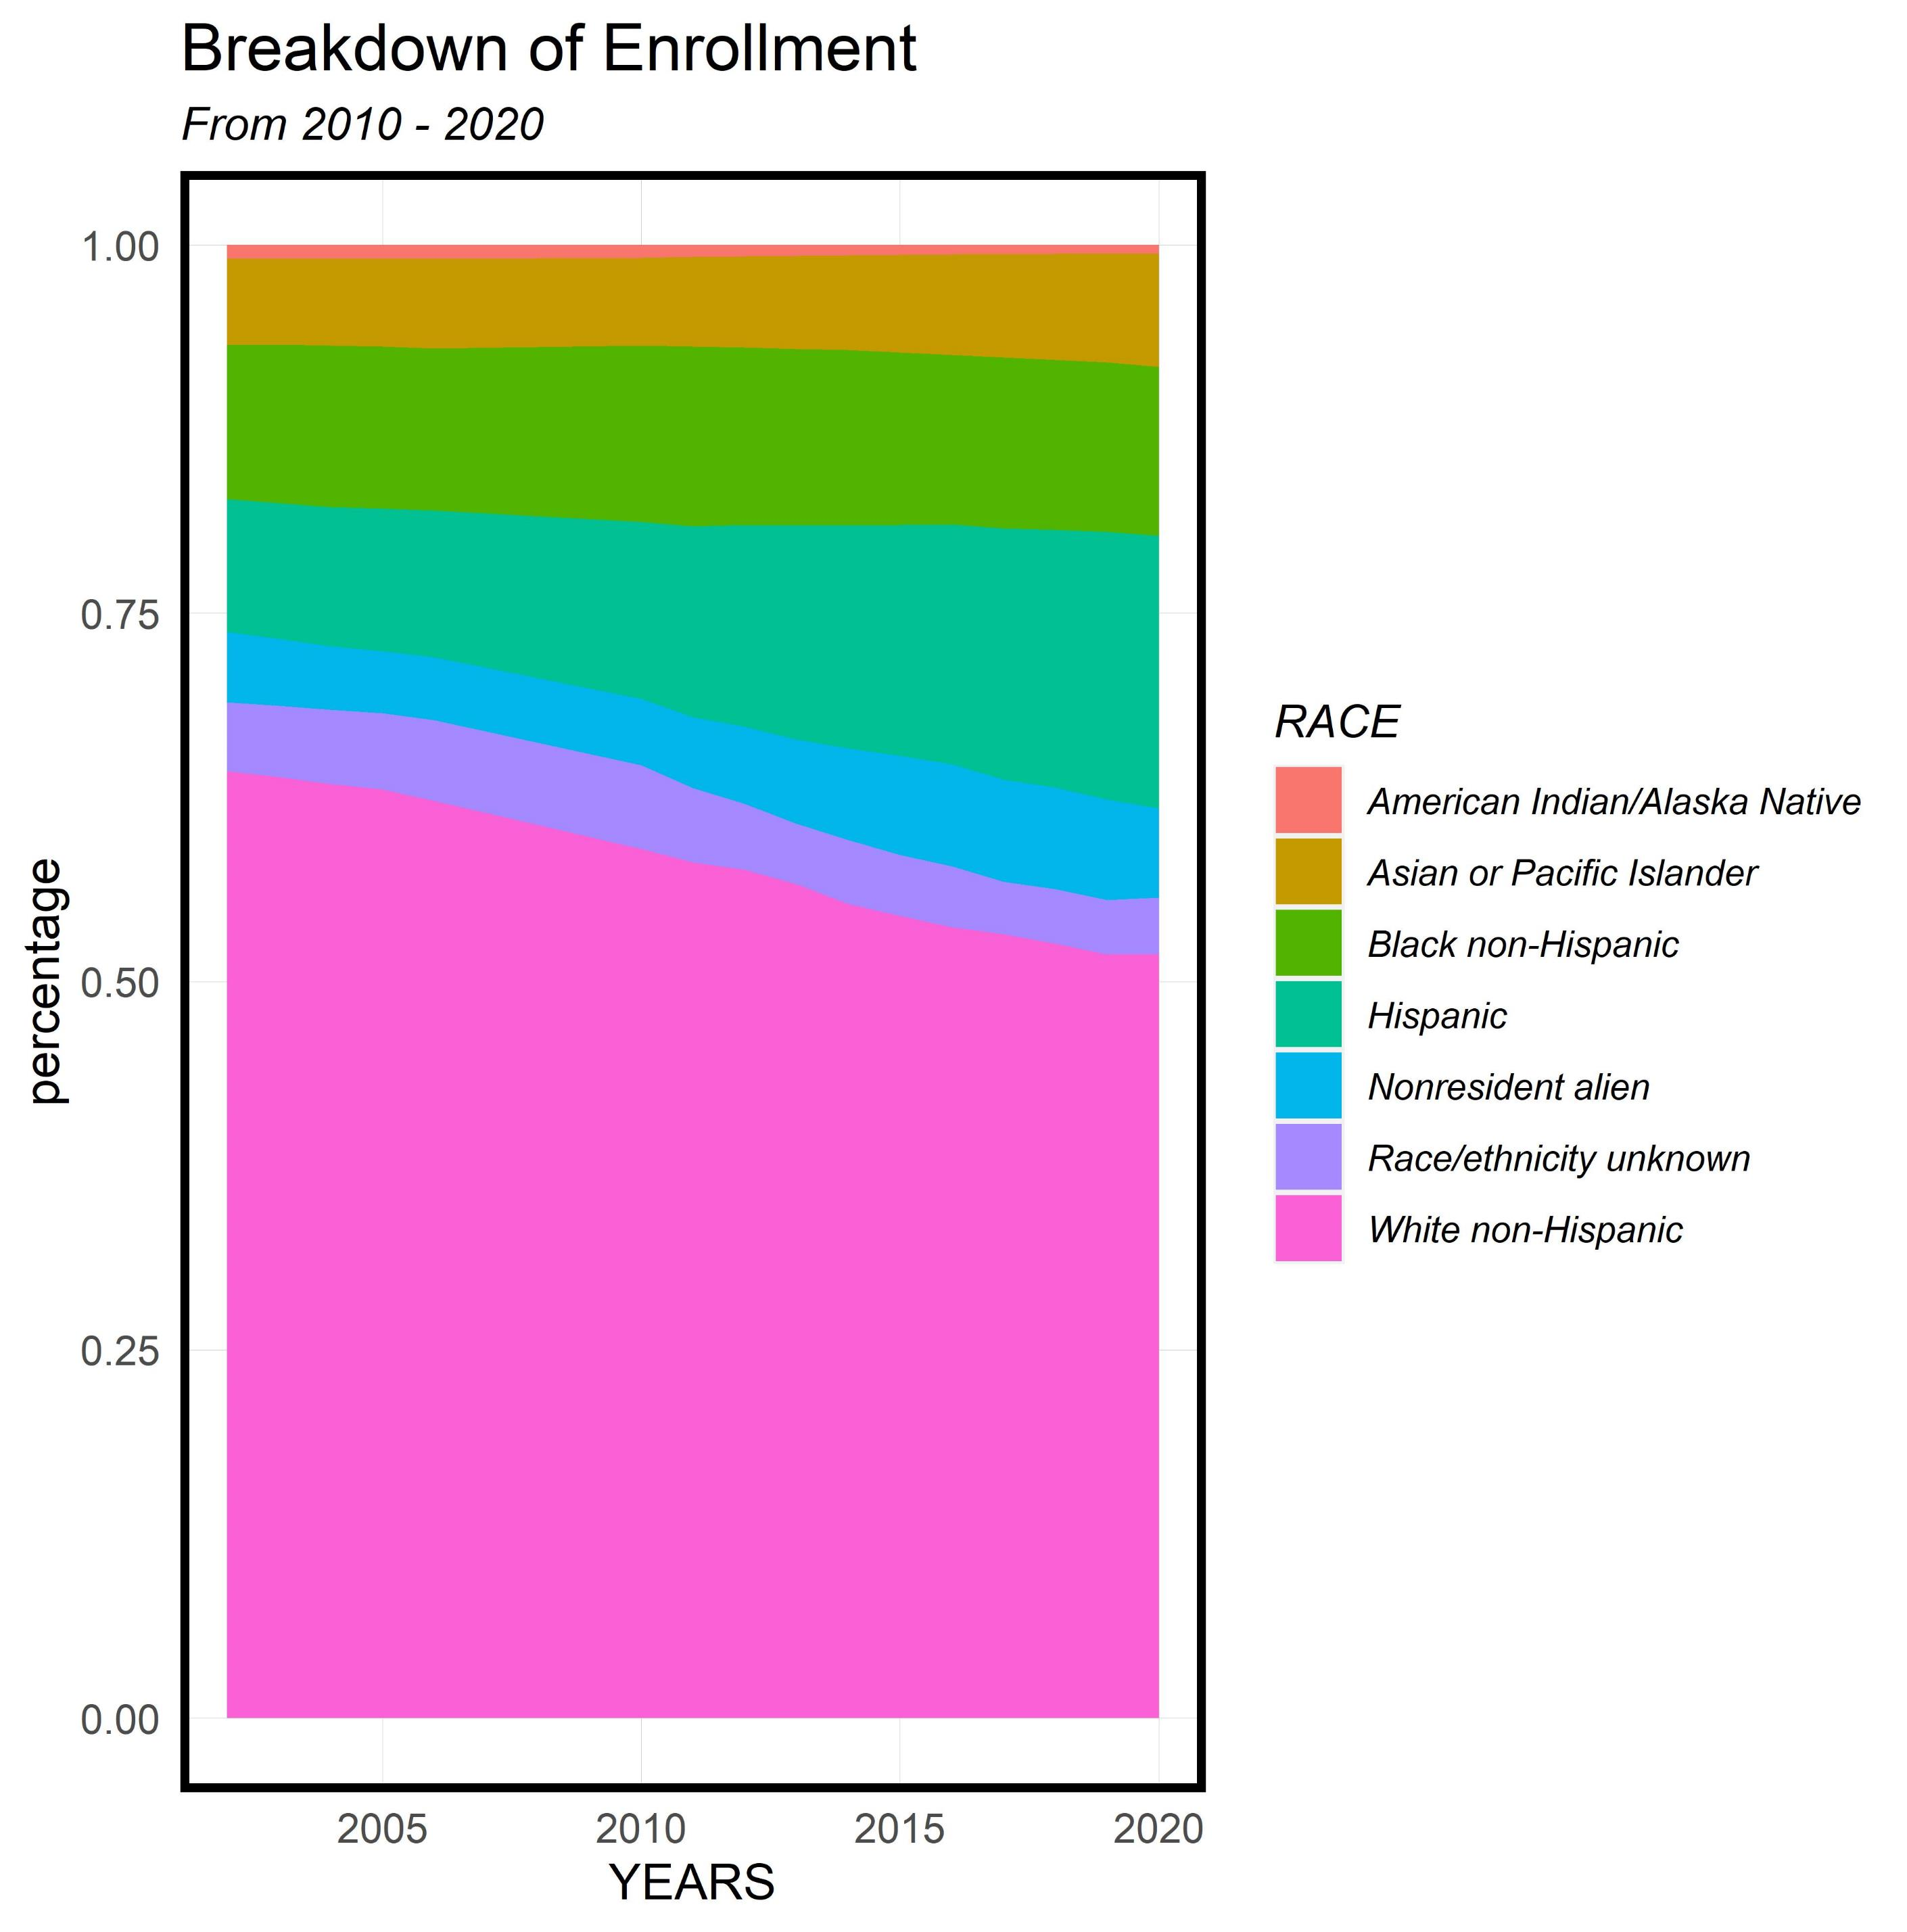 Breakdown of Enrollment
From 2010 - 2020
1.00
0.75
0.50
0.25
0.00
percentage
2005 2010 2015 2020
YEARS
RACE
American Indian/Alaska Native
Asian or Pacific Islander
Black non-Hispanic
Hispanic
Nonresident alien
Race/ethnicity unknown
White non-Hispanic